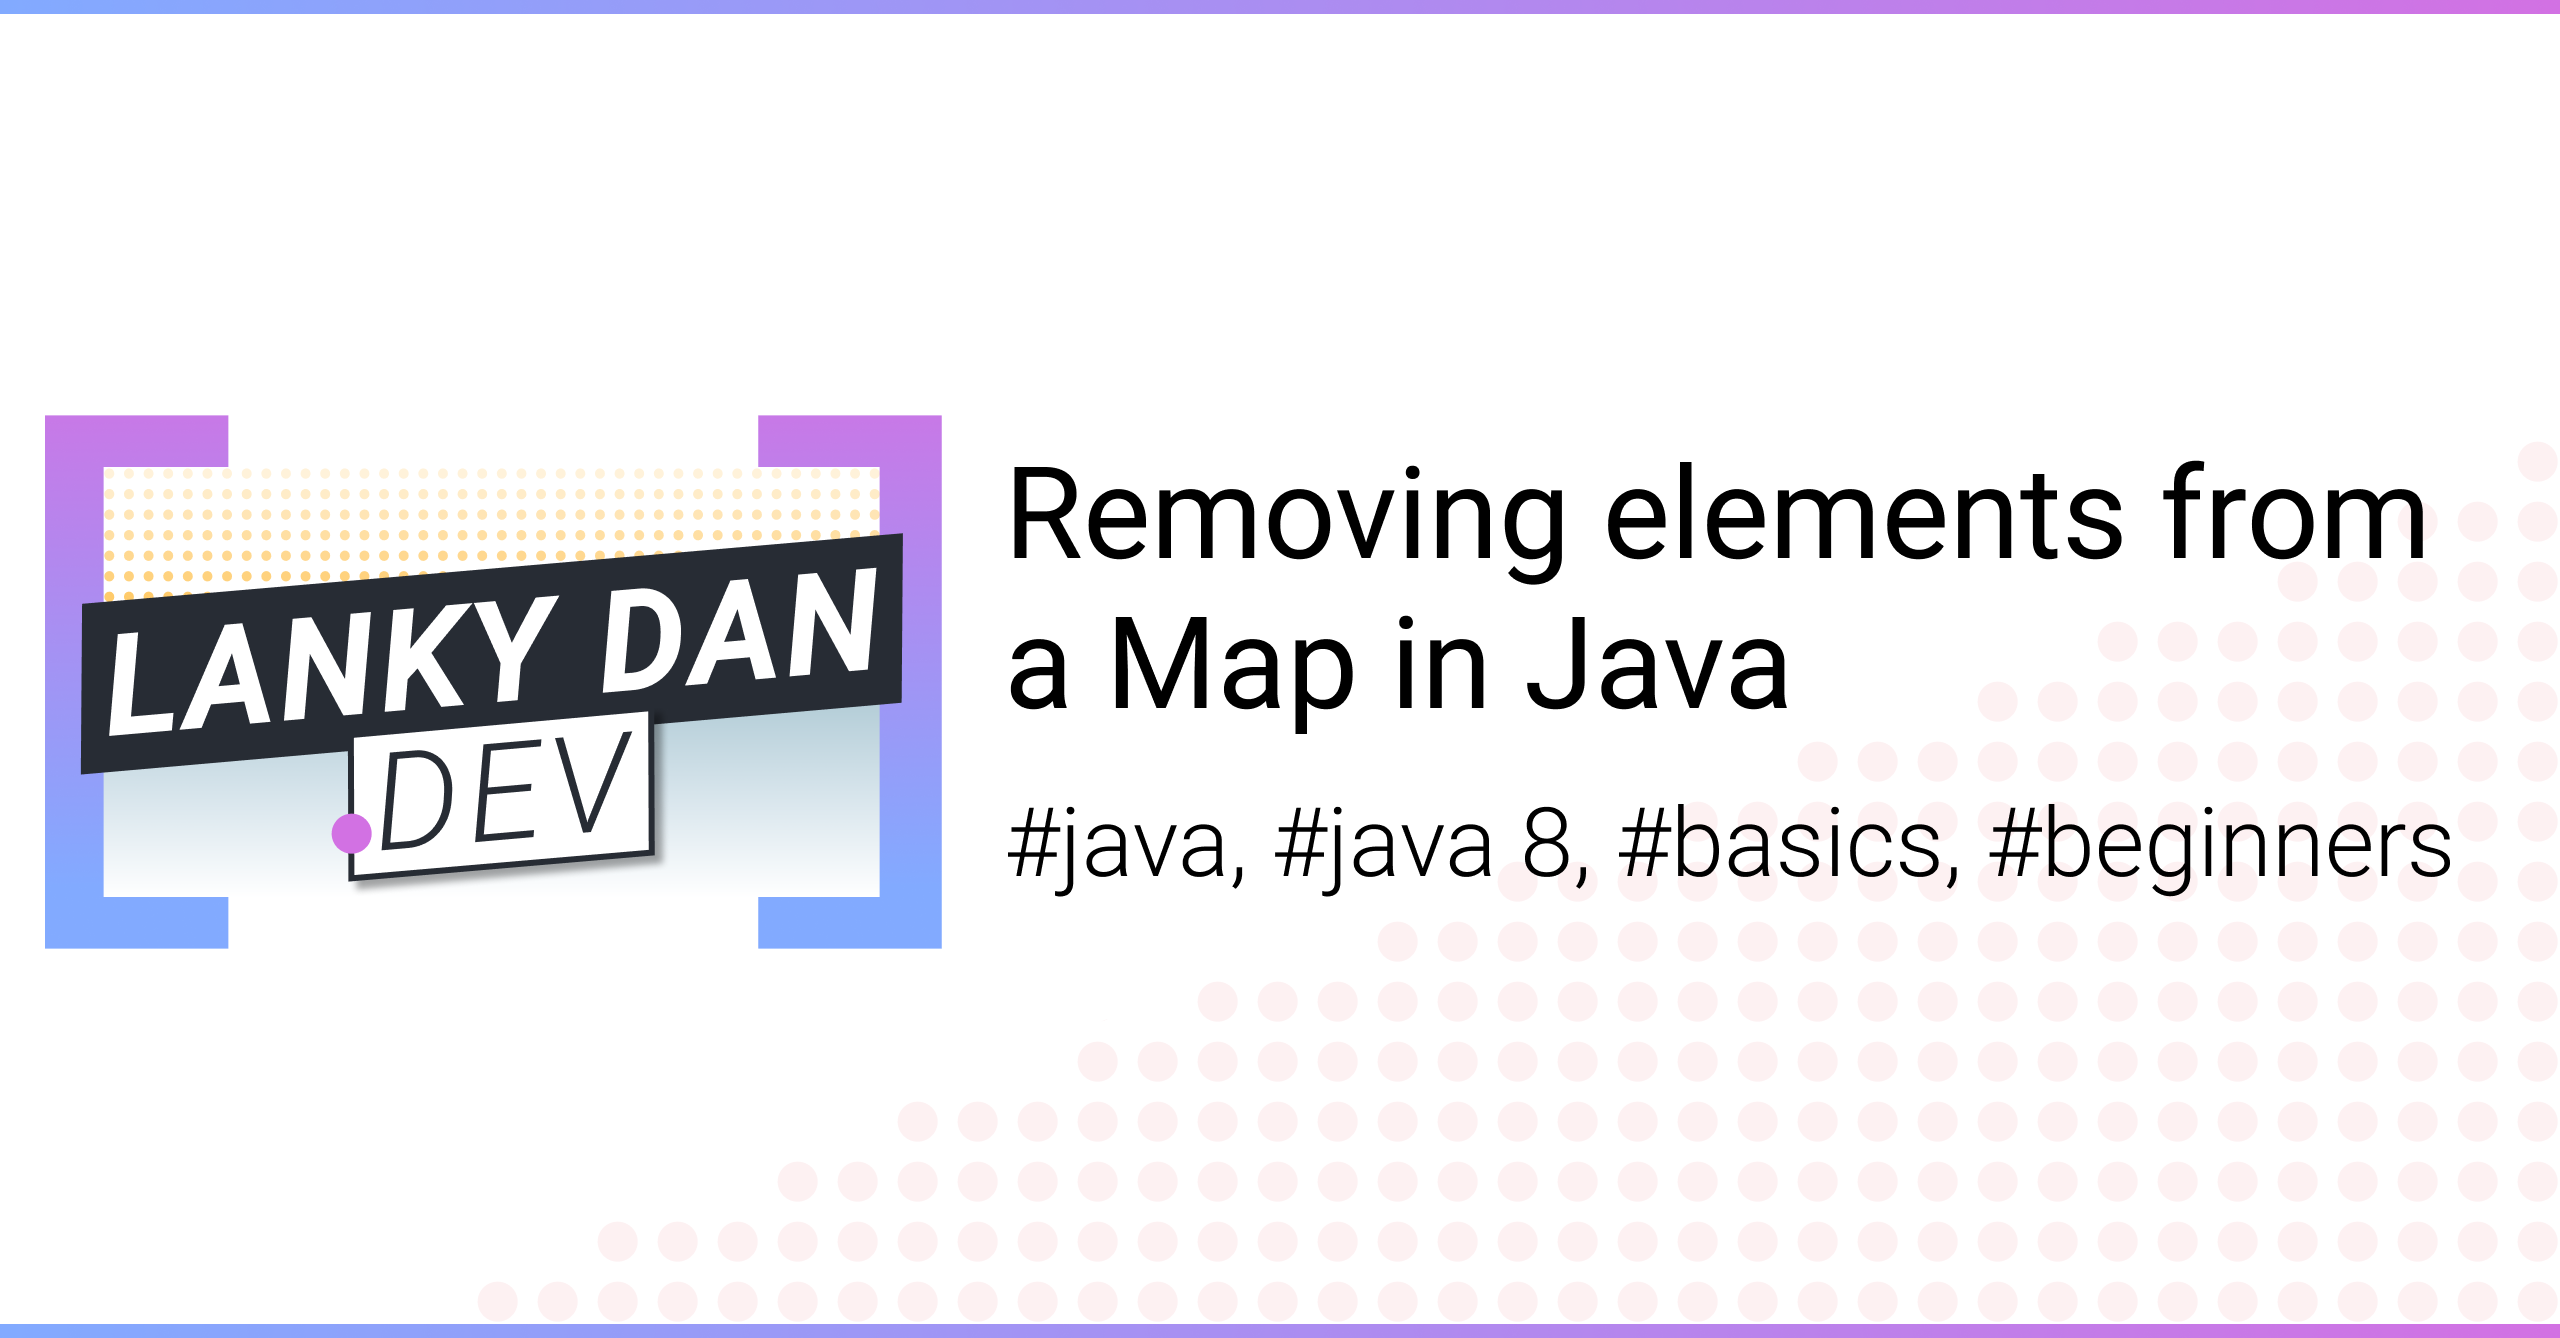 LANKY DAN
DEV
Removing elements from
a Map in Java
#java, #java 8, #basics, #beginners